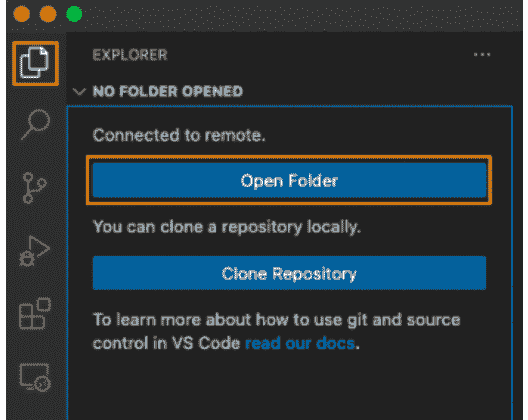 EXPLORER
NO FOLDER OPENED
Connected to remote.
Open Folder
You can clone a repository locally.
Clone Repository
To learn more about how to use git and source
control in VS Code read our docs.